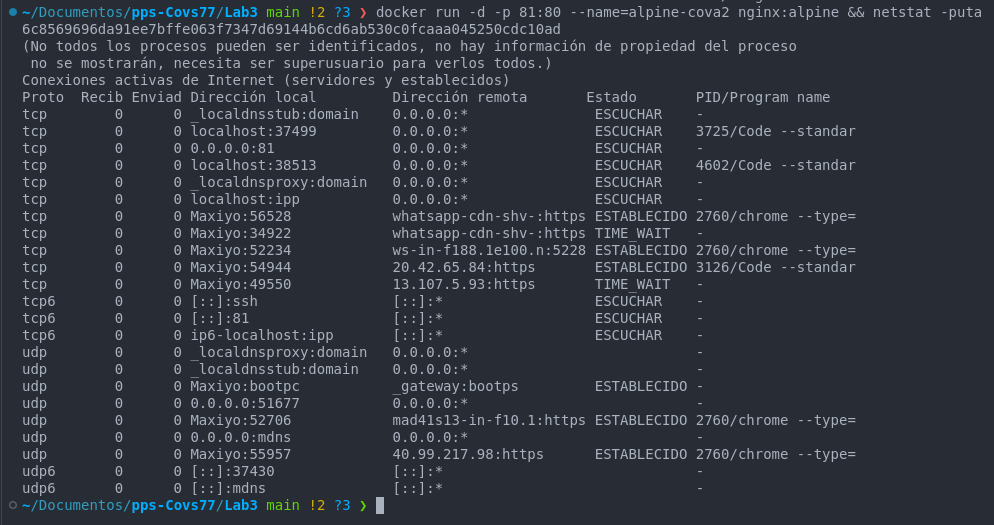 ~/Documentos/pps-Covs77/Lab3 main !2 ?3 ❯ docker run -d -p 81:80 --name=alpine-cova2 nginx:alpine && netstat -puta
6c8569696da91ee7bffe063f7347d69144b6cd6ab530c0fcaaa045250cdc10ad
(No todos los procesos pueden ser identificados, no hay información de propiedad del proceso
 no se mostrarán, necesita ser superusuario para verlos todos.)
Conexiones activas de Internet (servidores y establecidos)
Proto  Recib Enviad Dirección local         Dirección remota       Estado      PID/Program name
tcp        0      0 _localdnsstub:domain    0.0.0.0:*               ESCUCHAR    -
tcp        0      0 localhost:37499         0.0.0.0:*               ESCUCHAR    3725/Code --standar
tcp        0      0 0.0.0.0:81              0.0.0.0:*               ESCUCHAR    -
tcp        0      0 localhost:38513         0.0.0.0:*               ESCUCHAR    4602/Code --standar
tcp        0      0 _localdnsproxy:domain   0.0.0.0:*               ESCUCHAR    -
tcp        0      0 localhost:ipp           0.0.0.0:*               ESCUCHAR    -
tcp        0      0 Maxiyo:56528            whatsapp-cdn-shv-:https ESTABLECIDO 2760/chrome --type=
tcp        0      0 Maxiyo:34922            whatsapp-cdn-shv-:https TIME_WAIT   -
tcp        0      0 Maxiyo:52234            ws-in-f188.1e100.n:5228 ESTABLECIDO 2760/chrome --type=
tcp        0      0 Maxiyo:54944            20.42.65.84:https       ESTABLECIDO 3126/Code --standar
tcp        0      0 Maxiyo:49550            13.107.5.93:https       TIME_WAIT   -
tcp6       0      0 [::]:ssh                [::]:*                  ESCUCHAR    -
tcp6       0      0 [::]:81                 [::]:*                  ESCUCHAR    -
tcp6       0      0 ip6-localhost:ipp       [::]:*                  ESCUCHAR    -
udp        0      0 _localdnsproxy:domain   0.0.0.0:*                           -
udp        0      0 _localdnsstub:domain    0.0.0.0:*                           -
udp        0      0 Maxiyo:bootpc           _gateway:bootps         ESTABLECIDO -
udp        0      0 0.0.0.0:51677           0.0.0.0:*                           -
udp        0      0 Maxiyo:52706            mad41s13-in-f10.1:https ESTABLECIDO 2760/chrome --type=
udp        0      0 0.0.0.0:mdns            0.0.0.0:*                           -
udp        0      0 Maxiyo:55957            40.99.217.98:https      ESTABLECIDO 2760/chrome --type=
udp6       0      0 [::]:37430              [::]:*                              -
udp6       0      0 [::]:mdns               [::]:*                              -
~/Documentos/pps-Covs77/Lab3 main !2 ?3 ❯